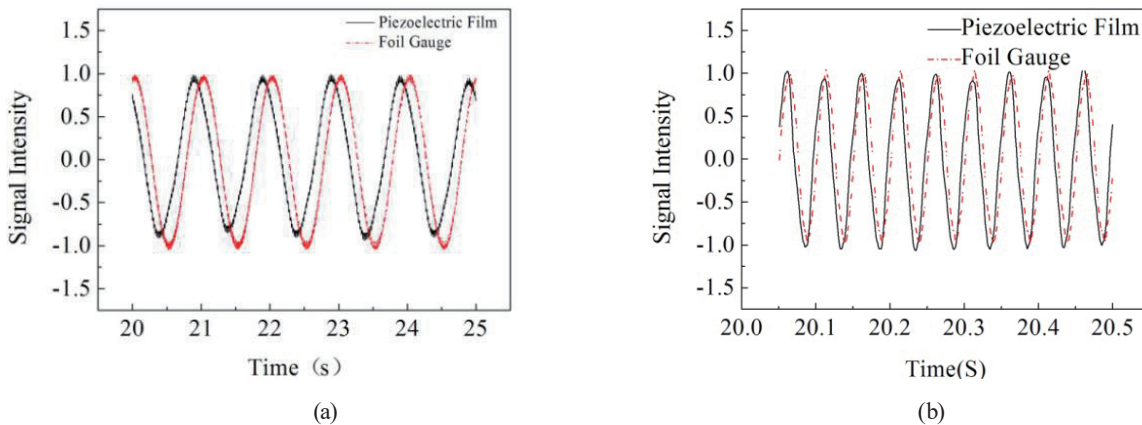 Piezoelectric Film
Foil Gauge
1.5
1.0
0.5
0.0
-0.5
-1.0
-1.5
Signal Intensity
20 21 22 23 24 25
Time (s)
(a)
Piezoelectric Film
Foil Gauge
1.5
1.0
0.5
0.0
-0.5
-1.0
-1.5
Signal Intensity
20.0 20.1 20.2 20.3 20.4 20.5
Time(S)
(b)